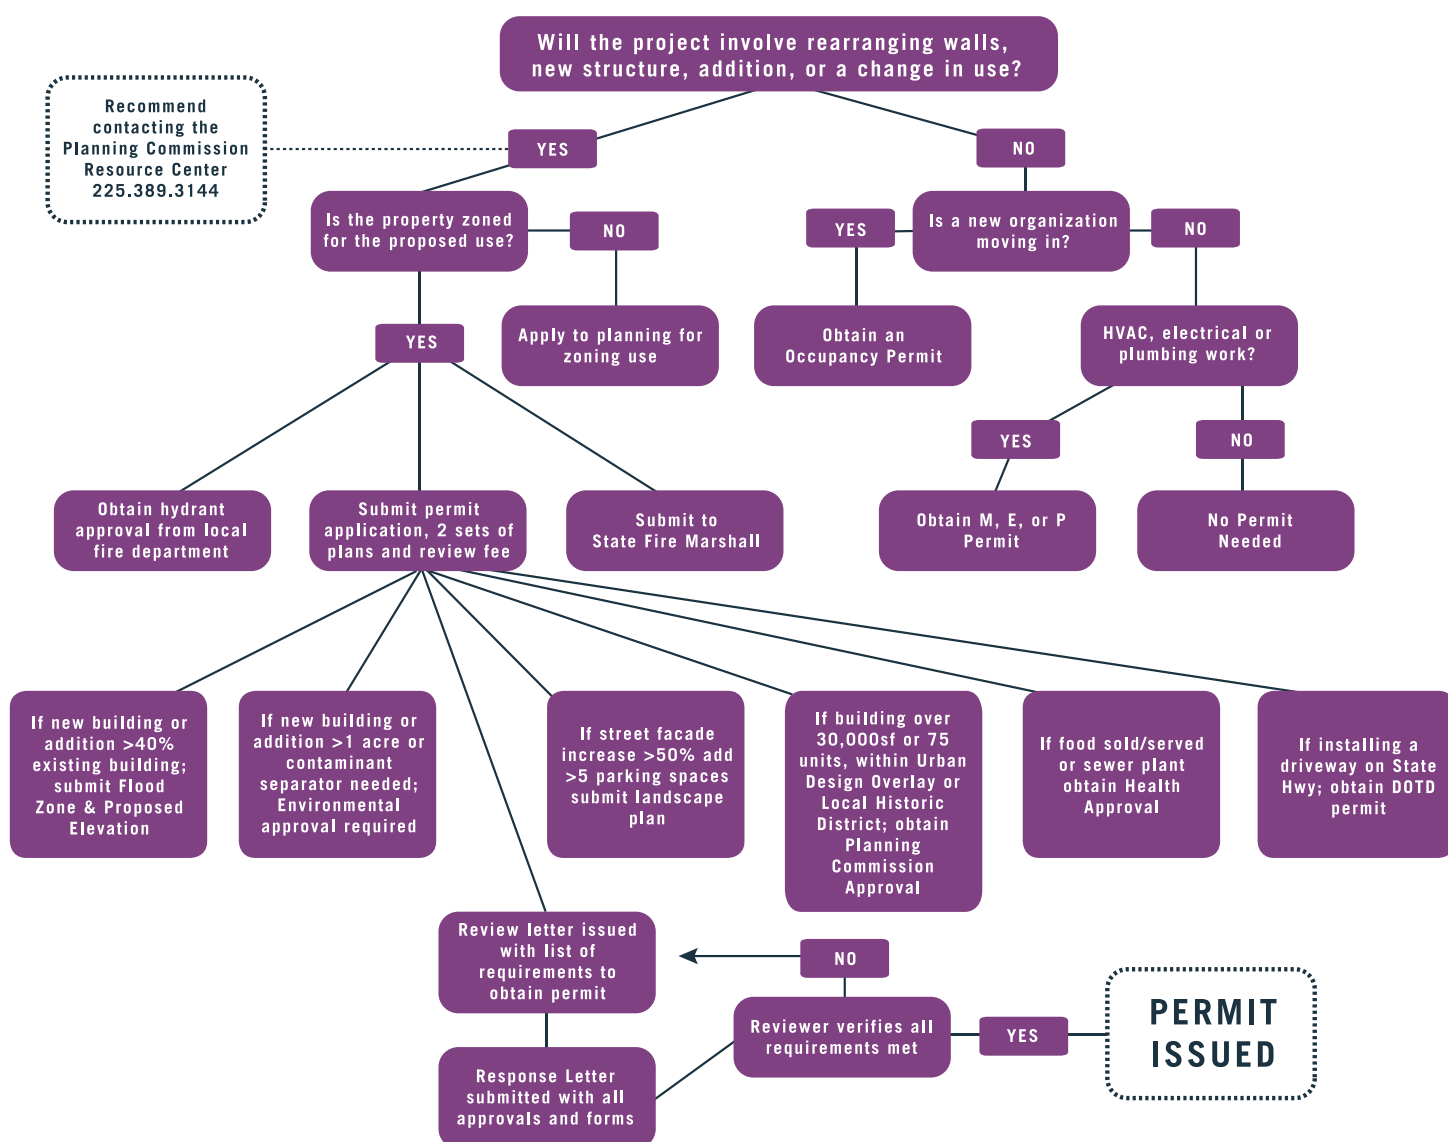 Will the project involve rearranging walls,
new structure, addition, or a change in use?
Recommend
contacting the
Planning Commission
Resource Center
225.389.3144
YES
NO
Is the property zoned
for the proposed use?
NO
YES
Is a new organization
moving in?
NO
YES
Apply to planning for
zoning use
Obtain an
Occupancy Permit
HVAC, electrical or
plumbing work?
YES
NO
Obtain hydrant
approval from local
fire department
Submit permit
application, 2 sets of
plans and review fee
Submit to
State Fire Marshall
Obtain M, E, or P
Permit
No Permit
Needed
If new building or
addition >40%
existing building;
submit Flood
Zone & Proposed
Elevation
If new building or
addition >1 acre or
contaminant
separator needed;
Environmental
approval required
If street facade
increase >50% add
>5 parking spaces
submit landscape
plan
If building over
30,000sf or 75
units, within Urban
Design Overlay or
Local Historic
District; obtain
Planning
Commission
Approval
If food sold/served
or sewer plant
obtain Health
Approval
If installing a
driveway on State
Hwy; obtain DOTD
permit
Review letter issued
with list of
requirements to
obtain permit
NO
Reviewer verifies all
requirements met
YES
PERMIT
ISSUED
Response Letter
submitted with all
approvals and forms